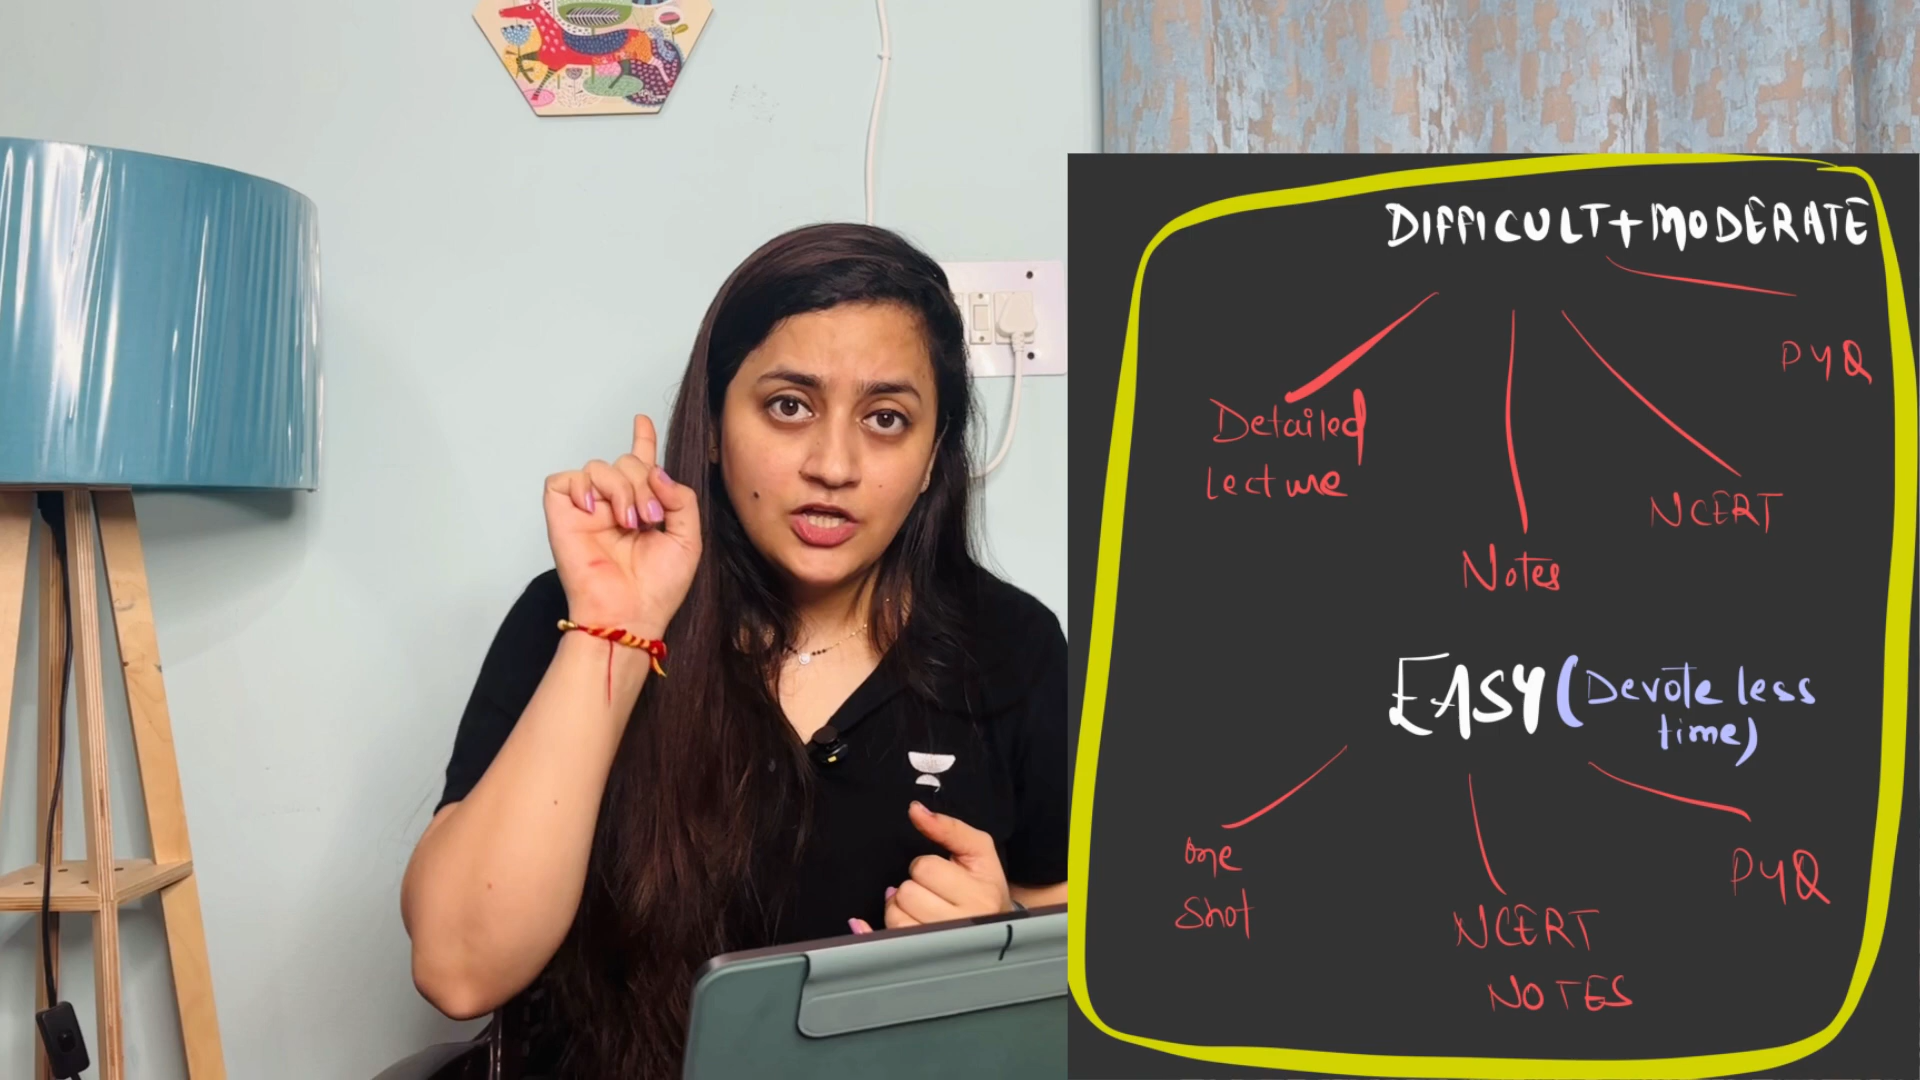 DIFFICULT+MODERATE
PYQ
Detailed
lecture
NCERT
Notes
EASY (Devote less
time)
One
Shot
PYQ
NCERT
NOTES